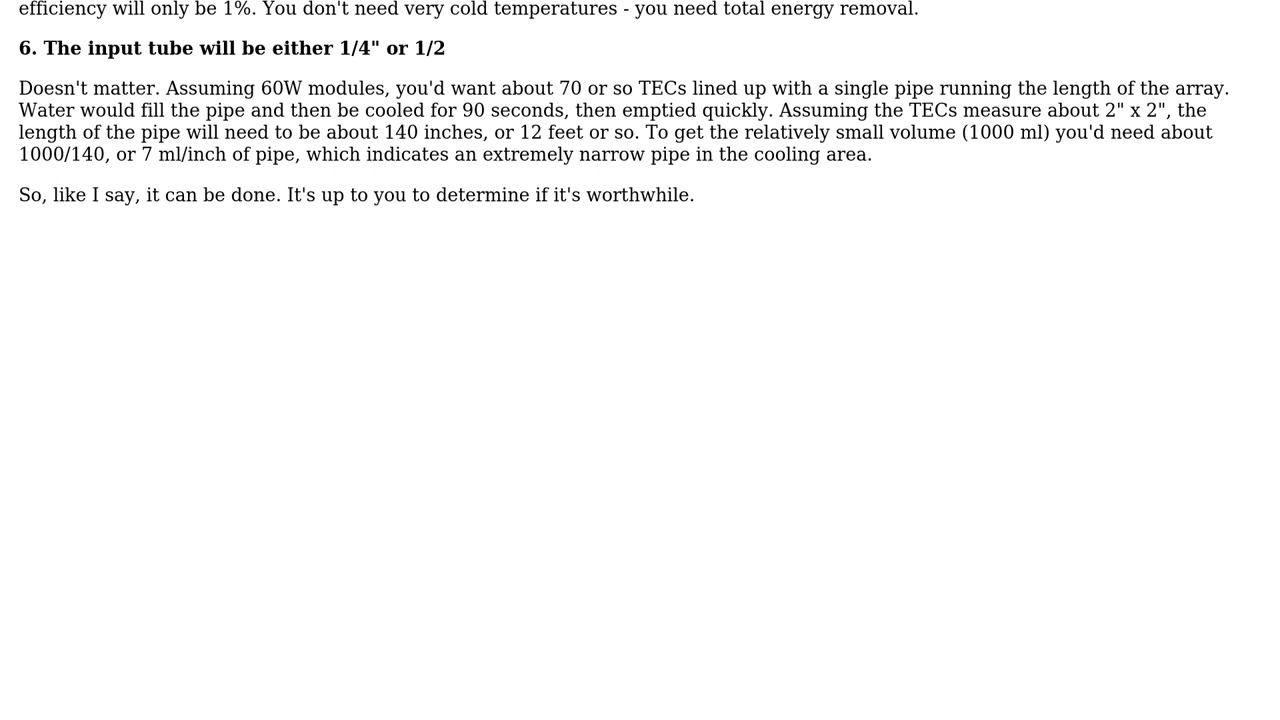 efficiency will only be 1%. You don't need very cold temperatures - you need total energy removal.
6. The input tube will be either 1/4" or 1/2
Doesn't matter. Assuming 60W modules, you'd want about 70 or so TECs lined up with a single pipe running the length of the array.
Water would fill the pipe and then be cooled for 90 seconds, then emptied quickly. Assuming the TECs measure about 2" x 2", the
length of the pipe will need to be about 140 inches, or 12 feet or so. To get the relatively small volume (1000 ml) you'd need about
1000/140, or 7 ml/inch of pipe, which indicates an extremely narrow pipe in the cooling area.
So, like I say, it can be done. It's up to you to determine if it's worthwhile.